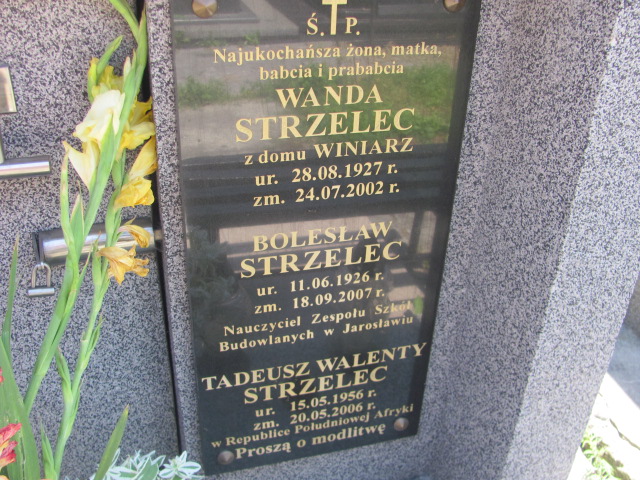 Ś. P.
Najukochańsza żona, matka,
babcia i prababcia
WANDA
STRZELEC
z domu WINIARZ
ur. 28.08.1927 r.
zm. 24.07.2002 r.
BOLESŁAW
STRZELEC
ur. 11.06.1926 r.
zm. 18.09.2007 r.
Nauczyciel Zespołu Szkół
Budowlanych w Jarosławiu
TADEUSZ WALENTY
STRZELEC
ur. 15.05.1956 r.
zm. 20.05.2006 r.
w Republice Południowej Afryki
Proszą o modlitwę